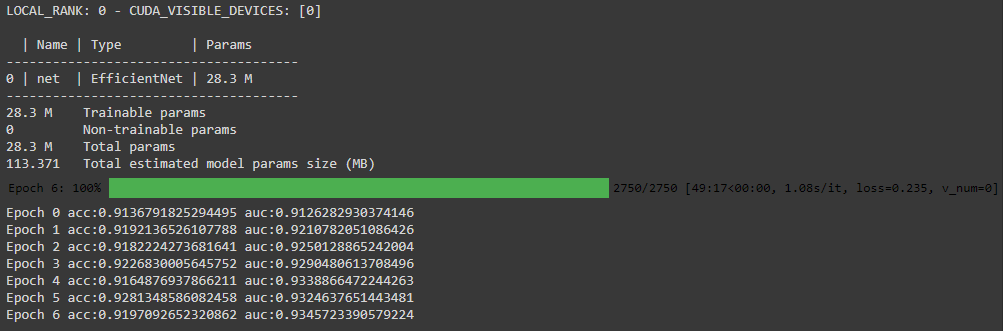 LOCAL_RANK: 0 - CUDA_VISIBLE_DEVICES: [0]
| Name | Type | Params
--------------------------------------
0 | net | EfficientNet | 28.3 M
--------------------------------------
28.3 M Trainable params
0 Non-trainable params
28.3 M Total params
113.371 Total estimated model params size (MB)
Epoch 6: 100% 2750/2750 [49:17<00:00, 1.08s/it, loss=0.235, v_num=0]
Epoch 0 acc:0.9136791825294495 auc:0.9126282930374146
Epoch 1 acc:0.9192136526107788 auc:0.9210782051086426
Epoch 2 acc:0.9182224273681641 auc:0.9250128865242004
Epoch 3 acc:0.9226830005645752 auc:0.9290480613708496
Epoch 4 acc:0.9164876937866211 auc:0.9338866472244263
Epoch 5 acc:0.9281348586082458 auc:0.9324637651443481
Epoch 6 acc:0.9197092652320862 auc:0.9345723390579224